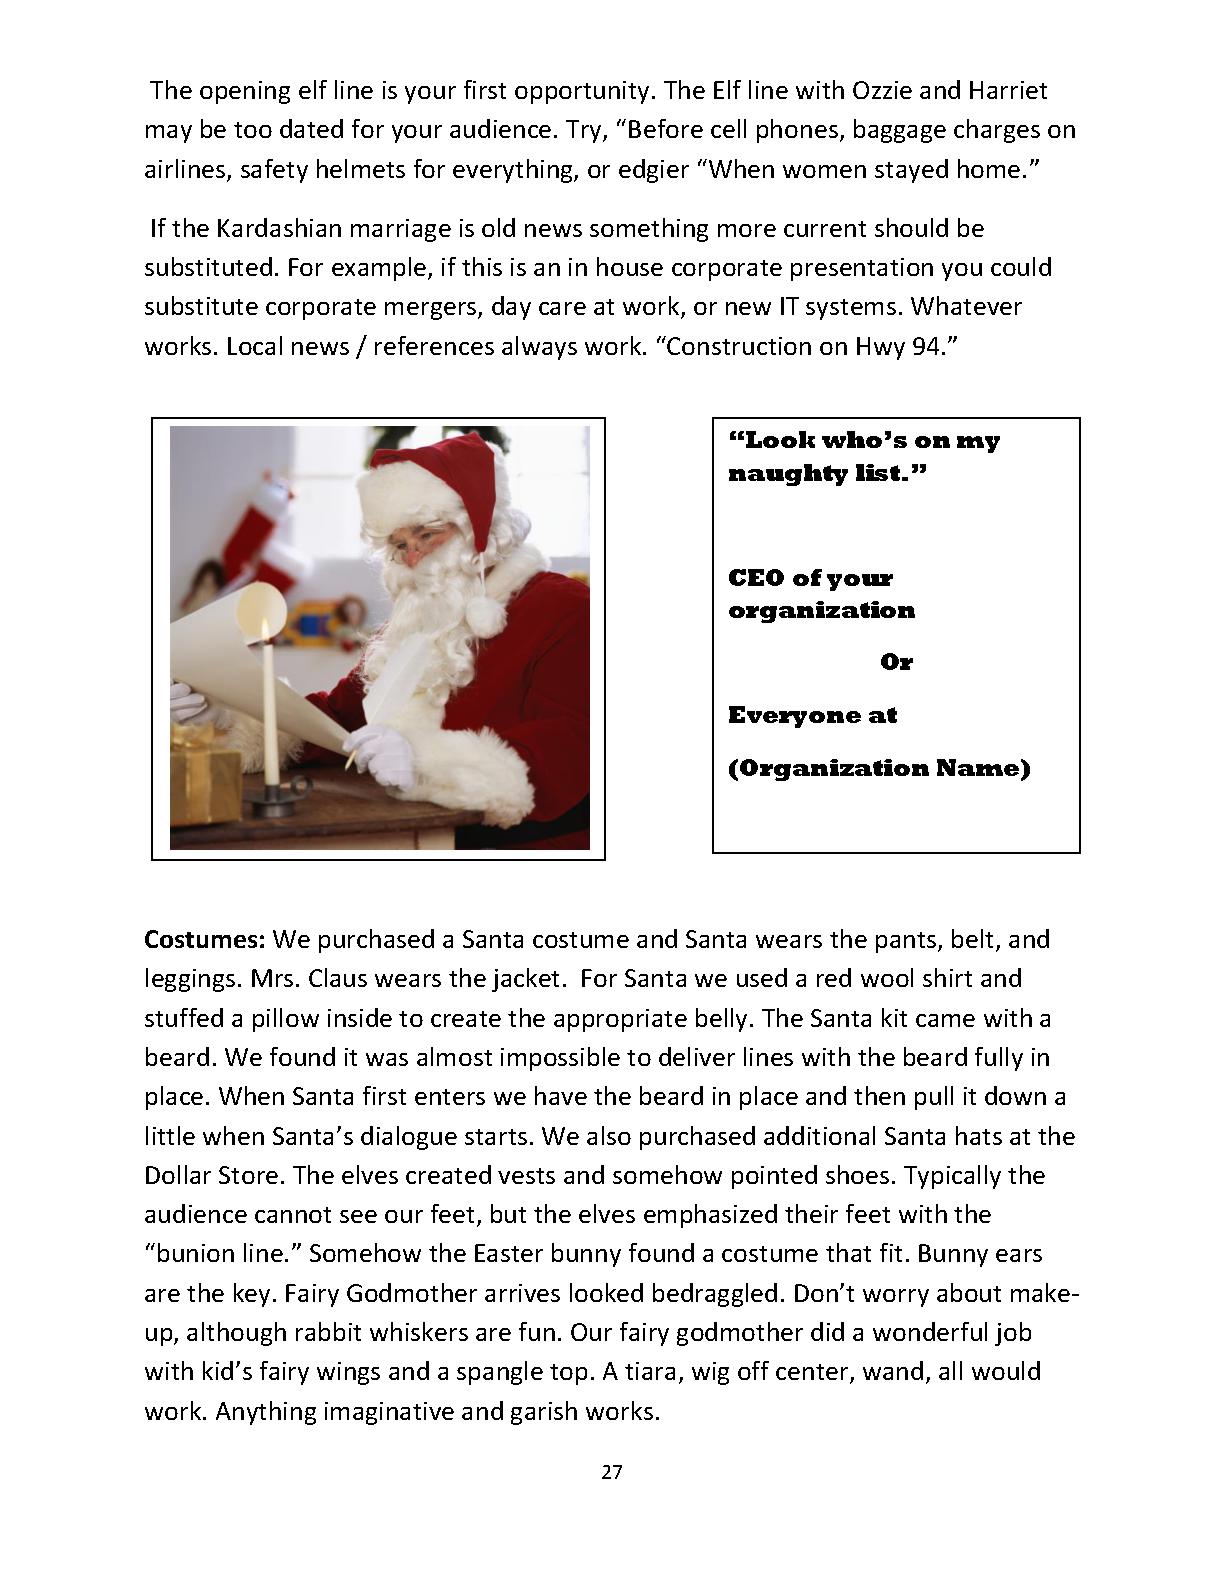 The opening elf line is your first opportunity. The Elf line with Ozzie and Harriet
may be too dated for your audience. Try, “Before cell phones, baggage charges on
airlines, safety helmets for everything, or edgier “When women stayed home.”
If the Kardashian marriage is old news something more current should be
substituted. For example, if this is an in house corporate presentation you could
substitute corporate mergers, day care at work, or new IT systems. Whatever
works. Local news / references always work. “Construction on Hwy 94.”
“Look who’s on my
naughty list.”
CEO of your
organization
Or
Everyone at
(Organization Name)
Costumes: We purchased a Santa costume and Santa wears the pants, belt, and
leggings. Mrs. Claus wears the jacket.  For Santa we used a red wool shirt and
stuffed a pillow inside to create the appropriate belly. The Santa kit came with a
beard. We found it was almost impossible to deliver lines with the beard fully in
place. When Santa first enters we have the beard in place and then pull it down a
little when Santa’s dialogue starts. We also purchased additional Santa hats at the
Dollar Store. The elves created vests and somehow pointed shoes. Typically the
audience cannot see our feet, but the elves emphasized their feet with the
“bunion line.” Somehow the Easter bunny found a costume that fit. Bunny ears
are the key. Fairy Godmother arrives looked bedraggled. Don’t worry about make-
up, although rabbit whiskers are fun. Our fairy godmother did a wonderful job
with kid’s fairy wings and a spangle top. A tiara, wig off center, wand, all would
work. Anything imaginative and garish works.
27